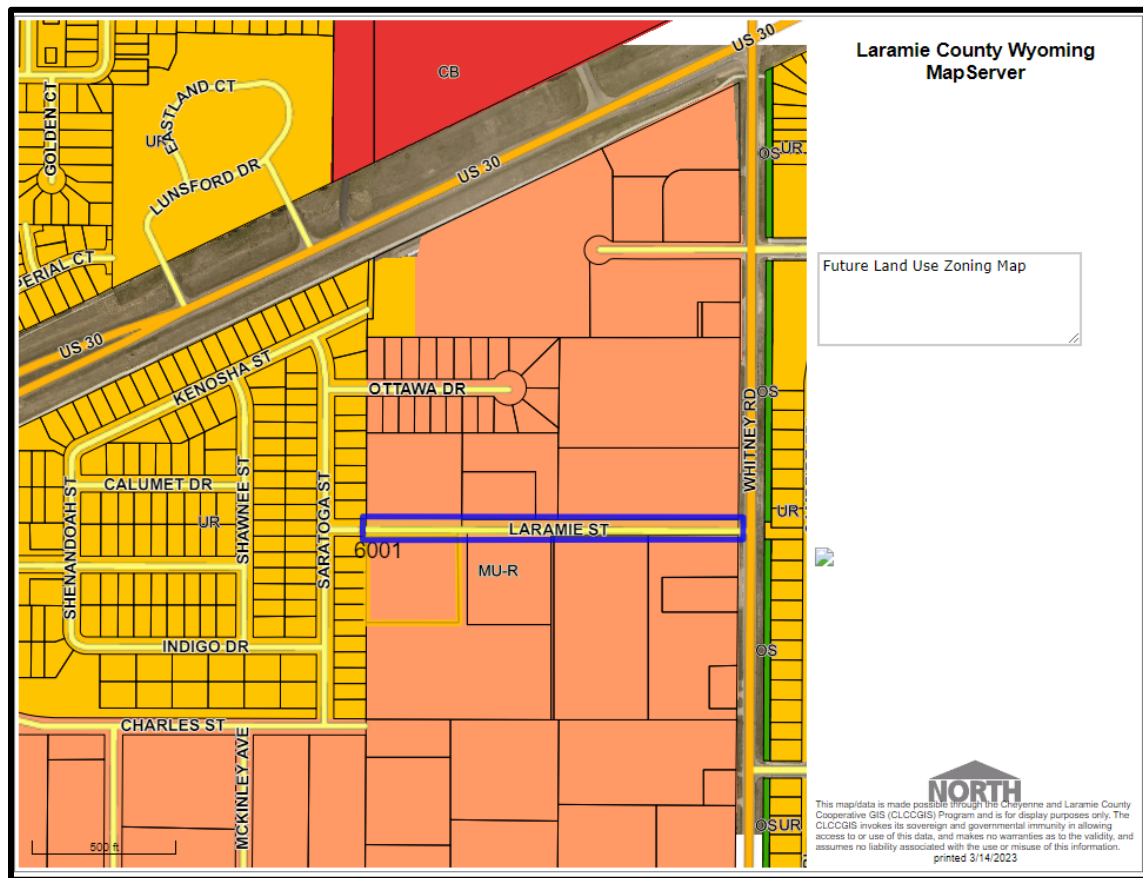 Laramie County Wyoming
MapServer
Future Land Use Zoning Map
US 30
CB
GOLDEN CT
EASTLAND CT
UR
LUNSFORD DR
US 30
OS
UR
PERIAL CT
US 30
KENOSHA ST
OTTAWA DR
OS
WHITNEY RD
CALUMET DR
SHENANDOAH ST
SHAWNEE ST
SARATOGA ST
UR
UR
LARAMIE ST
6001
MU-R
INDIGO DR
OS
CHARLES ST
MCKINLEY AVE
OS
UR
500 ft
NORTH
This map/data is made possible through the Cheyenne and Laramie County
Cooperative GIS (CLCCGIS) Program and is for display purposes only. The
CLCCGIS invokes its sovereign and governmental immunity in allowing
access to or use of this data, and makes no warranties as to the validity, and
assumes no liability associated with the use or misuse of this information.
printed 3/14/2023